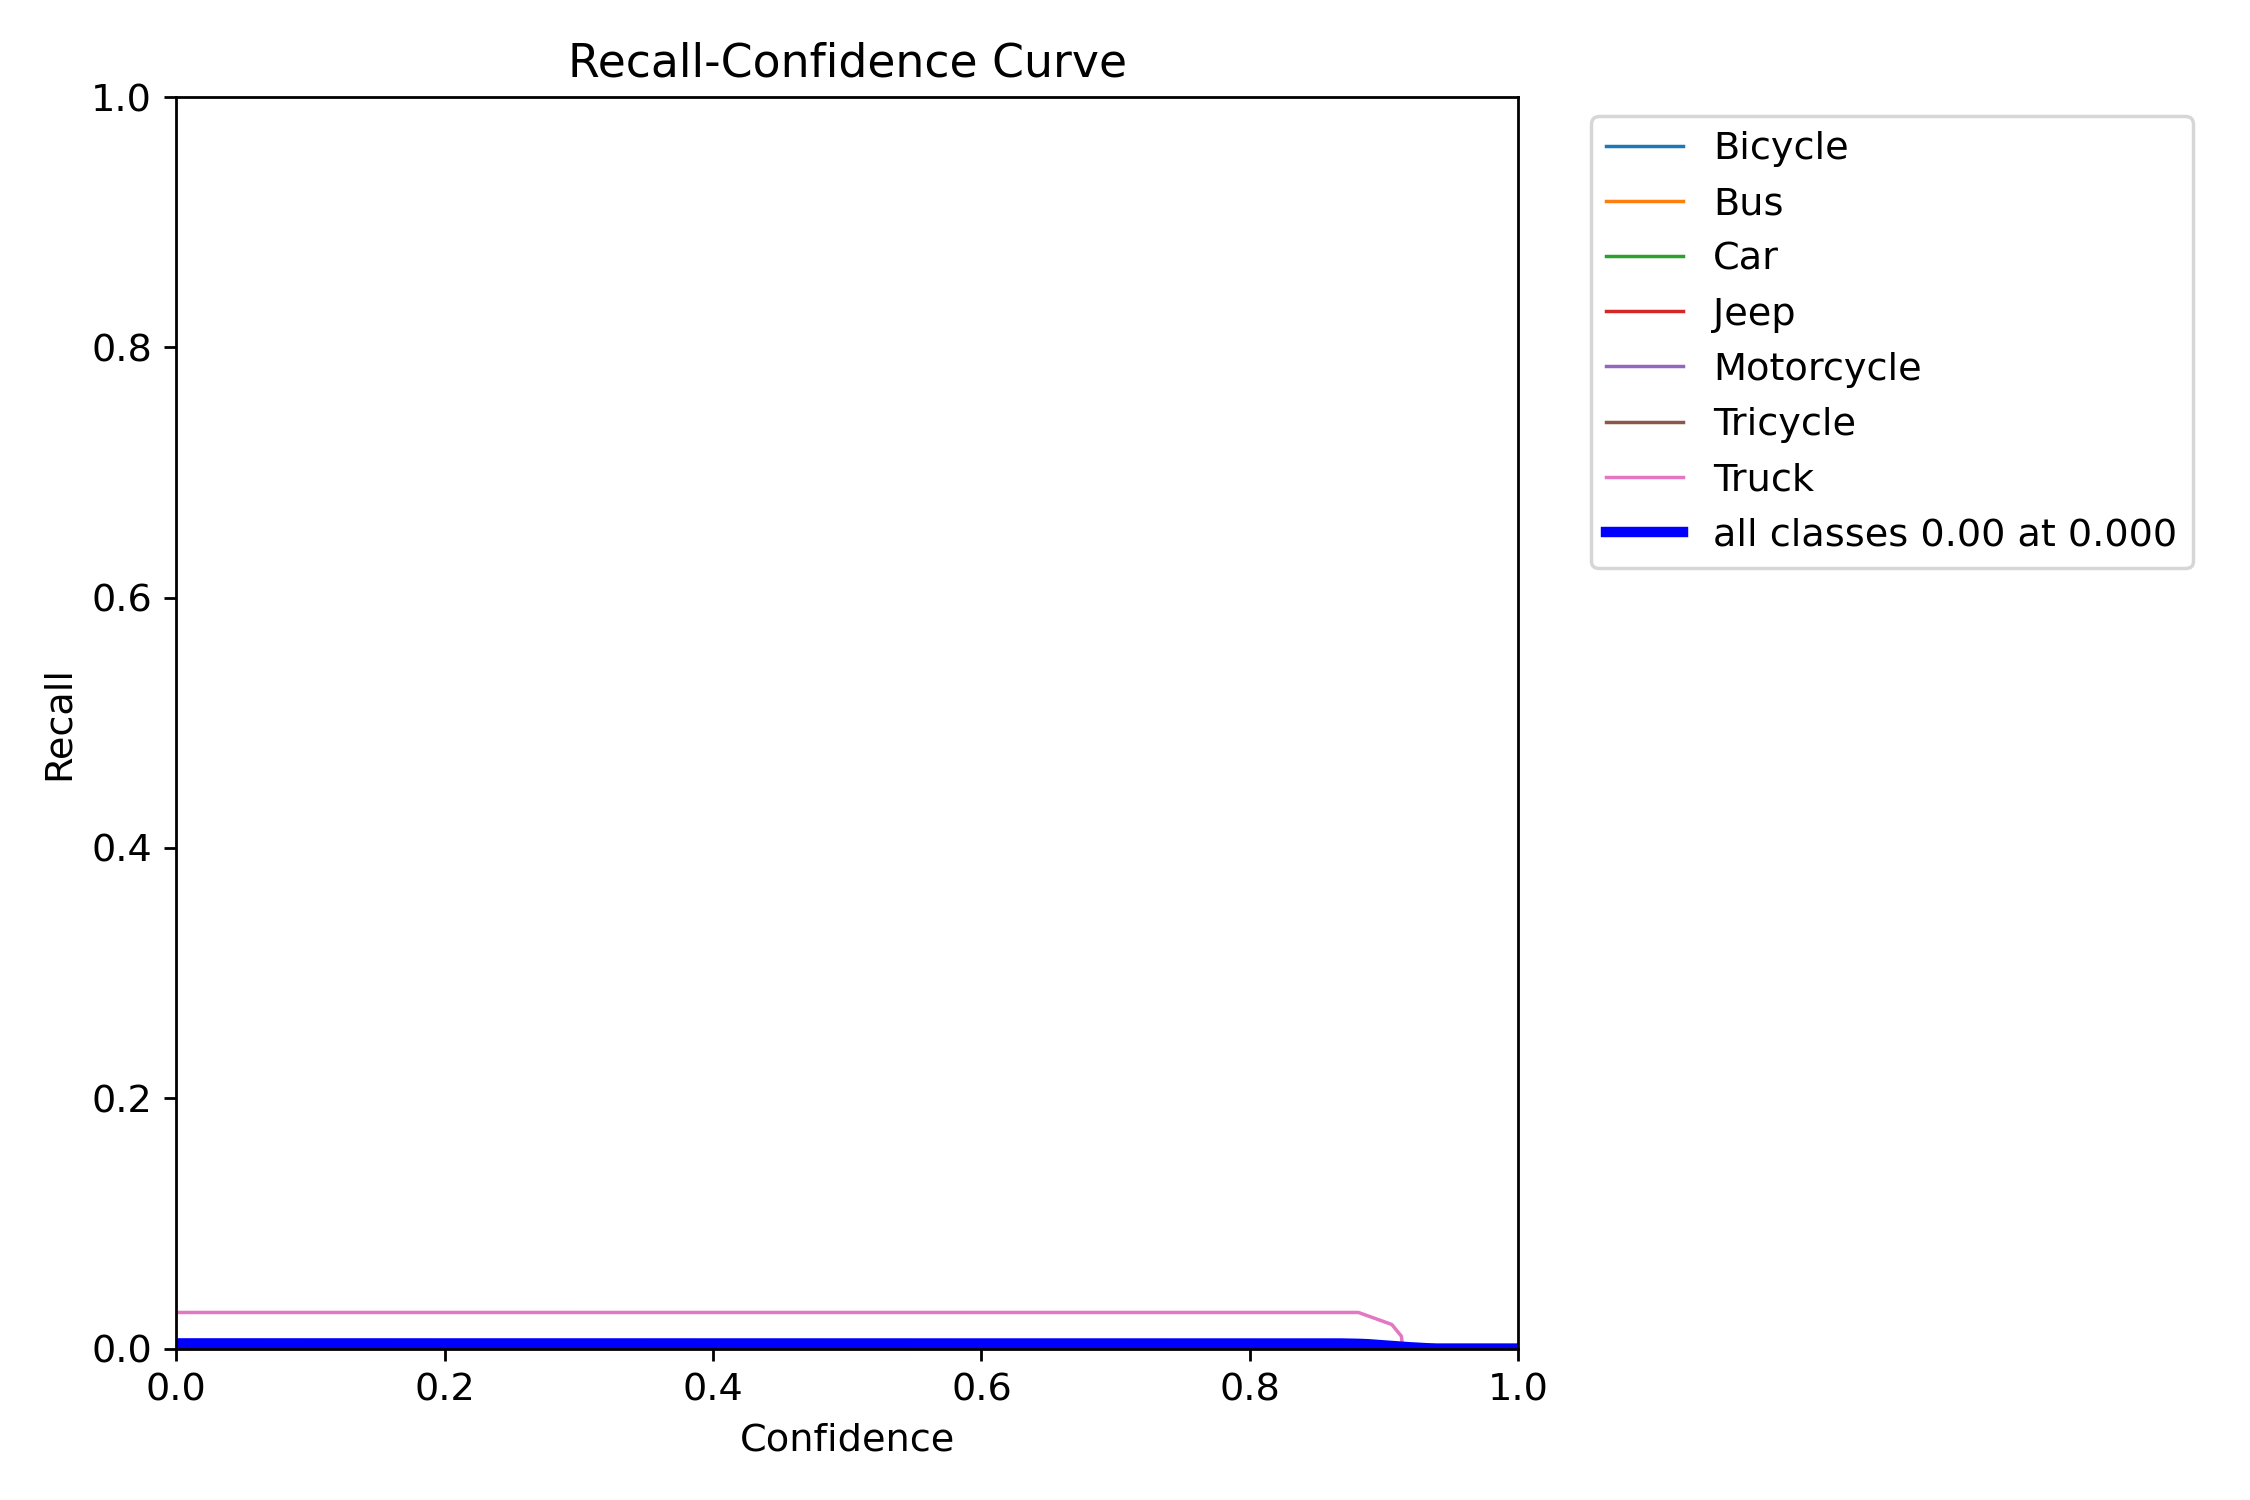 Recall-Confidence Curve
1.0
0.8
0.6
0.4
0.2
0.0
Recall
0.0 0.2 0.4 0.6 0.8 1.0
Confidence
Bicycle
Bus
Car
Jeep
Motorcycle
Tricycle
Truck
all classes 0.00 at 0.000